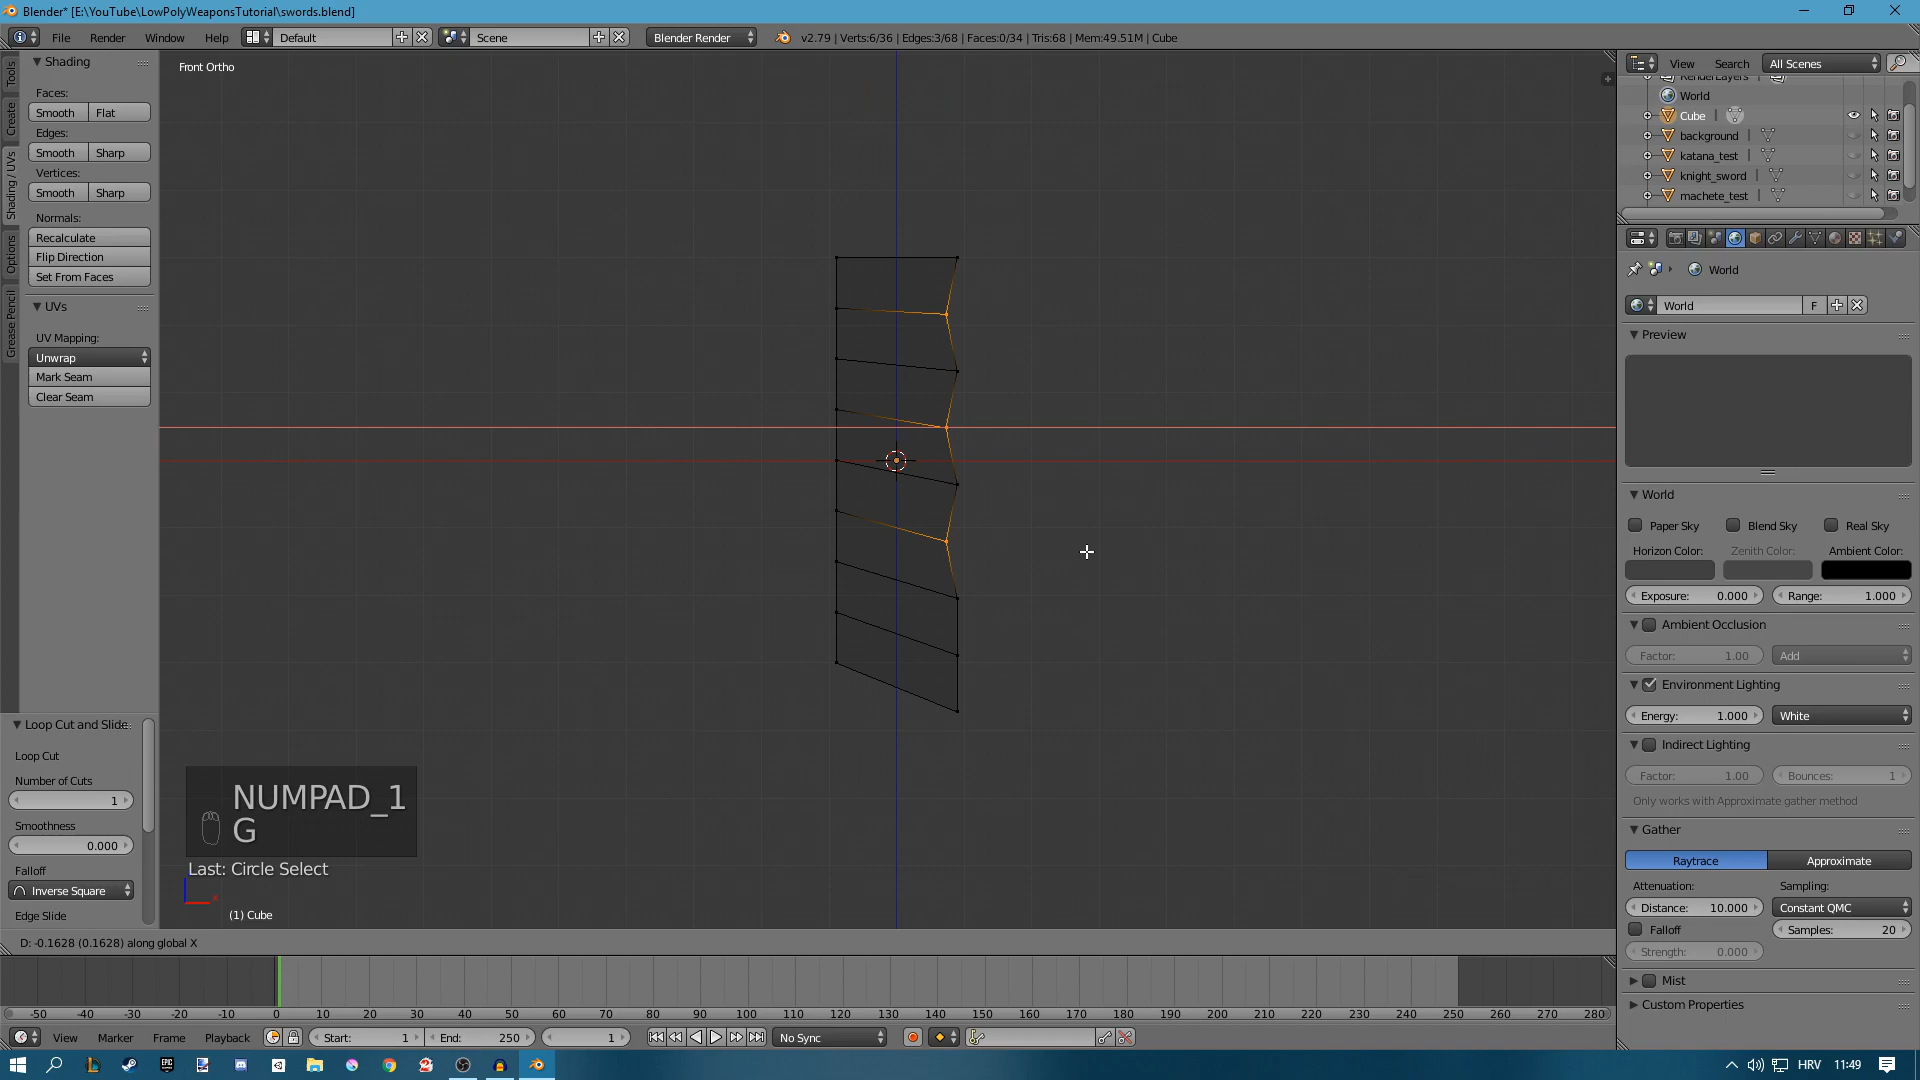 Blender* [E:\YouTube\LowPolyWeaponsTutorial\swords.blend]
File Render Window Help Default Scene Blender Render v2.79 | Verts:6/36 | Edges:3/68 | Faces:0/34 | Tris:68 | Mem:49.51M | Cube
Tools
Create
Shading / UVs
Options
Grease Pencil
Shading
Faces:
Smooth Flat
Edges:
Smooth Sharp
Vertices:
Smooth Sharp
Normals:
Recalculate
Flip Direction
Set From Faces
UVs
UV Mapping:
Unwrap
Mark Seam
Clear Seam
Loop Cut and Slide
Loop Cut
Number of Cuts
1
Smoothness
0.000
Falloff
Inverse Square
Edge Slide
Front Ortho
NUMPAD_1
G
Last: Circle Select
x
(1) Cube
D: -0.1628 (0.1628) along global X
View Search All Scenes
RenderLayers
World
Cube
background
katana_test
knight_sword
machete_test
World
World F
Preview
World
Paper Sky Blend Sky Real Sky
Horizon Color: Zenith Color: Ambient Color:
Exposure: 0.000 Range: 1.000
Ambient Occlusion
Factor: 1.00 Add
Environment Lighting
Energy: 1.000 White
Indirect Lighting
Factor: 1.00 Bounces: 1
Only works with Approximate gather method
Gather
Raytrace Approximate
Attenuation: Sampling:
Distance: 10.000 Constant QMC
Falloff Samples: 20
Strength: 0.000
Mist
Custom Properties
-50 -40 -30 -20 -10 0 10 20 30 40 50 60 70 80 90 100 110 120 130 140 150 160 170 180 190 200 210 220 230 240 250 260 270 280
View Marker Frame Playback Start: 1 End: 250 1 No Sync
EPIC HRV 11:49